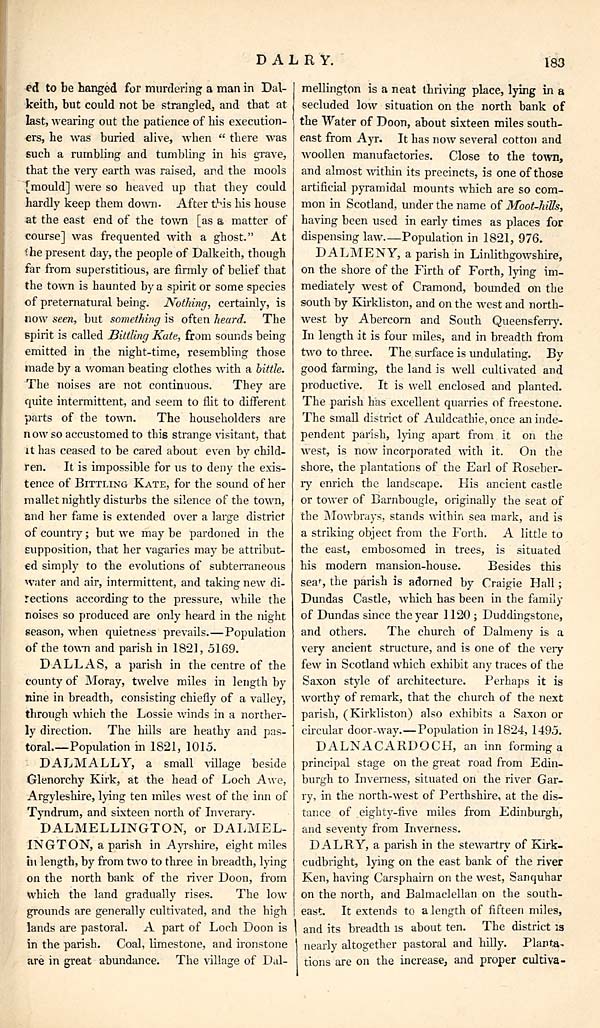 DALRY.
183
ed to be hanged for murdering a man in Dal-
keith, but could not be strangled, and that at
last, wearing out the patience of his execution-
ers, he was buried alive, when “ there was
such a rumbling and tumbling in his grave,
that the very earth was raised, and the mools
[mould] were so heaved up that they could
hardly keep them down. After this his house
at the east end of the town [as a matter of
course] was frequented with a ghost.” At
the present day, the people of Dalkeith, though
far from superstitious, are firmly of belief that
the town is haunted by a spirit or some species
of preternatural being. Nothing, certainly, is
now seen, but something is often heard. The
spirit is called Bittling Kate, from sounds being
emitted in the night-time, resembling those
made by a woman beating clothes with a bittle.
The noises are not continuous. They are
quite intermittent, and seem to flit to different
parts of the town. The householders are
now so accustomed to this strange visitant, that
it has ceased to be cared about even by child-
ren. It is impossible for us to deny the exis-
tence of BITTLING KATE, for the sound of her
mallet nightly disturbs the silence of the town,
and her fame is extended over a large district
of country; but we may be pardoned in the
supposition, that her vagaries may be attribut-
ed simply to the evolutions of subterraneous
water and air, intermittent, and taking new di-
rections according to the pressure, while the
noises so produced are only heard in the night
season, when quietness prevails.—Population
of the town and parish in 1821, 5169.
DALLAS, a parish in the centre of the
county of Moray, twelve miles in length by
nine in breadth, consisting chiefly of a valley,
through which the Lossie winds in a norther-
ly direction. The hills are heathy and pas-
toral.—Population in 1821, 1015.
DALMALLY, a small village beside
Glenorchy Kirk, at the head of Loch Awe,
Argyleshire, lying ten miles west of the inn of
Tyndrum, and sixteen north of Inverary.
DALMELLINGTON, or DALMEL-
INGTON, a parish in Ayrshire, eight miles
in length, by from two to three in breadth, lying
on the north bank of the river Doon, from
which the land gradually rises. The low
grounds are generally cultivated, and the high
lands are pastoral. A part of Loch Doon is
in the parish. Coal, limestone, and ironstone
are in great abundance. The village of Dal-
mellington is a neat thriving place, lying in a
secluded low situation on the north bank of
the Water of Doon, about sixteen miles south-
east from Ayr. It has now several cotton and
woollen manufactories. Close to the town,
and almost within its precincts, is one of those
artificial pyramidal mounts which are so com-
mon in Scotland, under the name of Moot-hills,
having been used in early times as places for
dispensing law.—Population in 1821, 976.
DALMENY, a parish in Linlithgowshire,
on the shore of the Firth of Forth, lying im-
mediately west of Cramond, bounded on the
south by Kirkliston, and on the west and north-
west by Abercorn and South Queensferry.
In length it is four miles, and in breadth from
two to three. The surface is undulating. By
good farming, the land is well cultivated and
productive. It is well enclosed and planted.
The parish has excellent quarries of freestone.
The small district of Auldcathie, once an inde-
pendent parish, lying apart from it on the
west, is now incorporated with it. On the
shore, the plantations of the Earl of Roseber-
ry enrich the landscape. His ancient castle
or tower of Barnbougle, originally the seat of
the Mowbrays, stands within sea mark, and is
a striking object from the Forth. A little to
the east, embosomed in trees, is situated
his modern mansion-house. Besides this
seat, the parish is adorned by Craigie Hall;
Dundas Castle, which has been in the family
of Dundas since the year 1120; Duddingstone,
and others. The church of Dalmeny is a
very ancient structure, and is one of the very
few in Scotland which exhibit any traces of the
Saxon style of architecture. Perhaps it is
worthy of remark, that the church of the next
parish, (Kirkliston) also exhibits a Saxon or
circular door-way.—Population in 1824, 1495.
DALNACARDOCH, an inn forming a
principal stage on the great road from Edin-
burgh to Inverness, situated on the river Gar-
ry, in the north-west of Perthshire, at the dis-
tance of eighty-five miles from Edinburgh,
and seventy from Inverness.
DALRY, a parish in the stewartry of Kirk-
cudbright, lying on the east bank of the river
Ken, having Carsphairn on the west, Sanquhar
on the north, and Balmaclellan on the south-
east. It extends to a length of fifteen miles,
and its breadth is about ten. The district is
nearly altogether pastoral and hilly. Planta-
tions are on the increase, and proper cultiva-